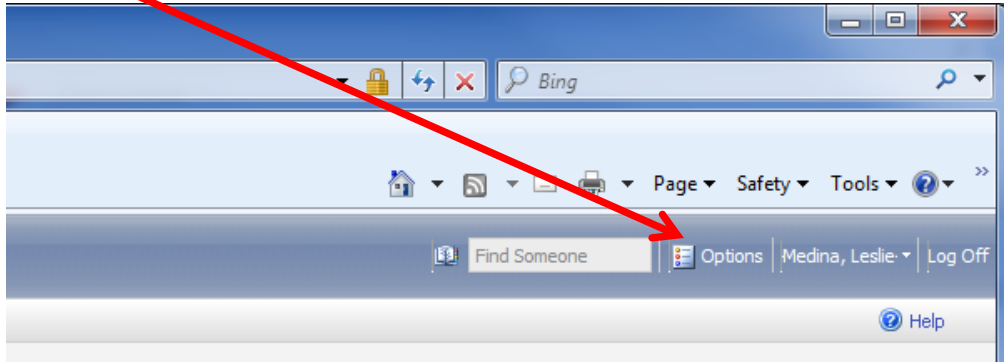 Bing
Page Safety Tools
Find Someone Options Medina, Leslie- Log Off
Help